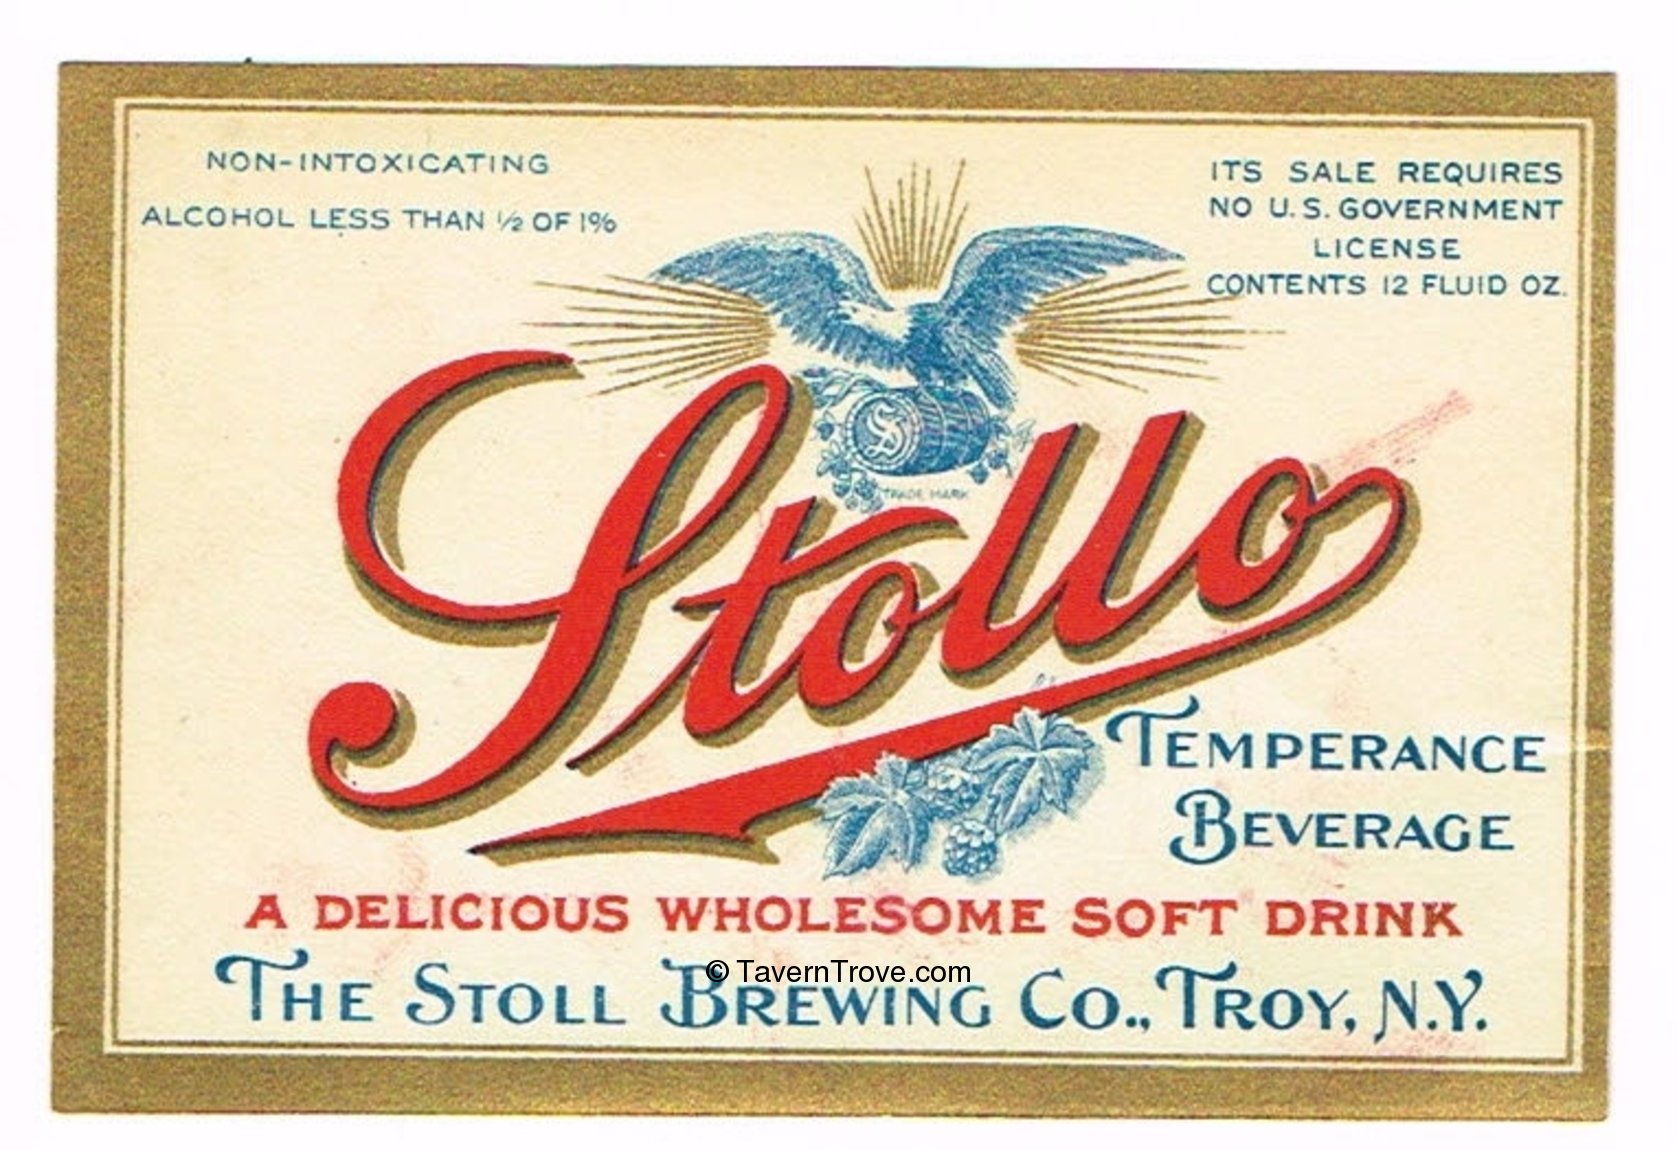 NON-INTOXICATING
ALCOHOL LESS THAN ½ OF 1%
ITS SALE REQUIRES
NO U.S. GOVERNMENT
LICENSE
CONTENTS 12 FLUID OZ.
TRADE MARK
Stollo
TEMPERANCE
BEVERAGE
A DELICIOUS WHOLESOME SOFT DRINK
© TavernTrove.com
THE STOLL BREWING CO., TROY, N.Y.